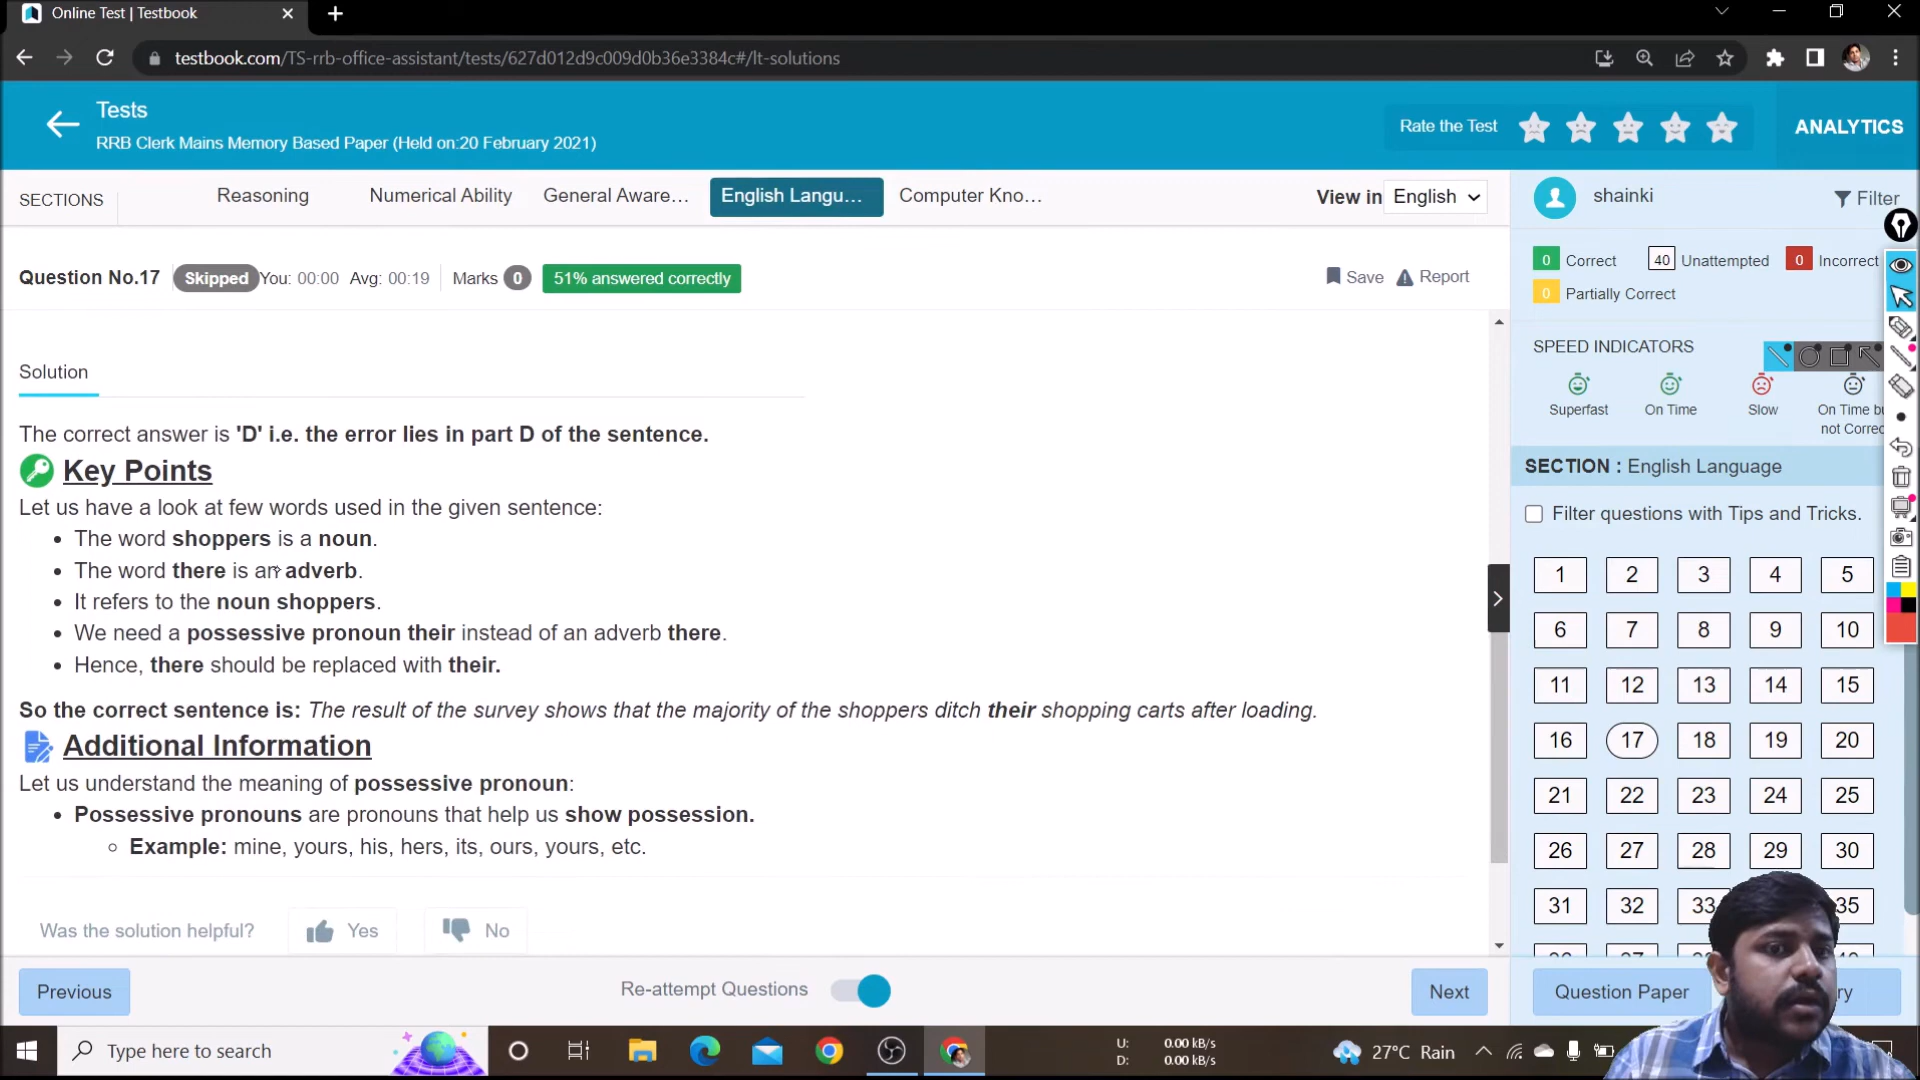 Online Test | Testbook
testbook.com/TS-rrb-office-assistant/tests/627d012d9c009d0b36e3384c#/lt-solutions
Tests
RRB Clerk Mains Memory Based Paper (Held on:20 February 2021)
Rate the Test
ANALYTICS
SECTIONS
Reasoning
Numerical Ability
General Aware...
English Langu...
Computer Kno...
View in
English
shainki
Filter
Question No.17
Skipped
You: 00:00
Avg: 00:19
Marks 0
51% answered correctly
Save
Report
0 Correct
40 Unattempted
0 Incorrect
0 Partially Correct
SPEED INDICATORS
Superfast
On Time
Slow
On Time
not Correc
Solution
The correct answer is 'D' i.e. the error lies in part D of the sentence.
Key Points
Let us have a look at few words used in the given sentence:
• The word shoppers is a noun.
• The word there is an adverb.
• It refers to the noun shoppers.
• We need a possessive pronoun their instead of an adverb there.
• Hence, there should be replaced with their.
So the correct sentence is: The result of the survey shows that the majority of the shoppers ditch their shopping carts after loading.
Additional Information
Let us understand the meaning of possessive pronoun:
• Possessive pronouns are pronouns that help us show possession.
◦ Example: mine, yours, his, hers, its, ours, yours, etc.
Was the solution helpful?
Yes
No
SECTION : English Language
Filter questions with Tips and Tricks.
1 2 3 4 5
6 7 8 9 10
11 12 13 14 15
16 17 18 19 20
21 22 23 24 25
26 27 28 29 30
31 32 33 35
Previous
Re-attempt Questions
Next
Question Paper
Type here to search
U: 0.00 kB/s
D: 0.00 kB/s
27°C Rain